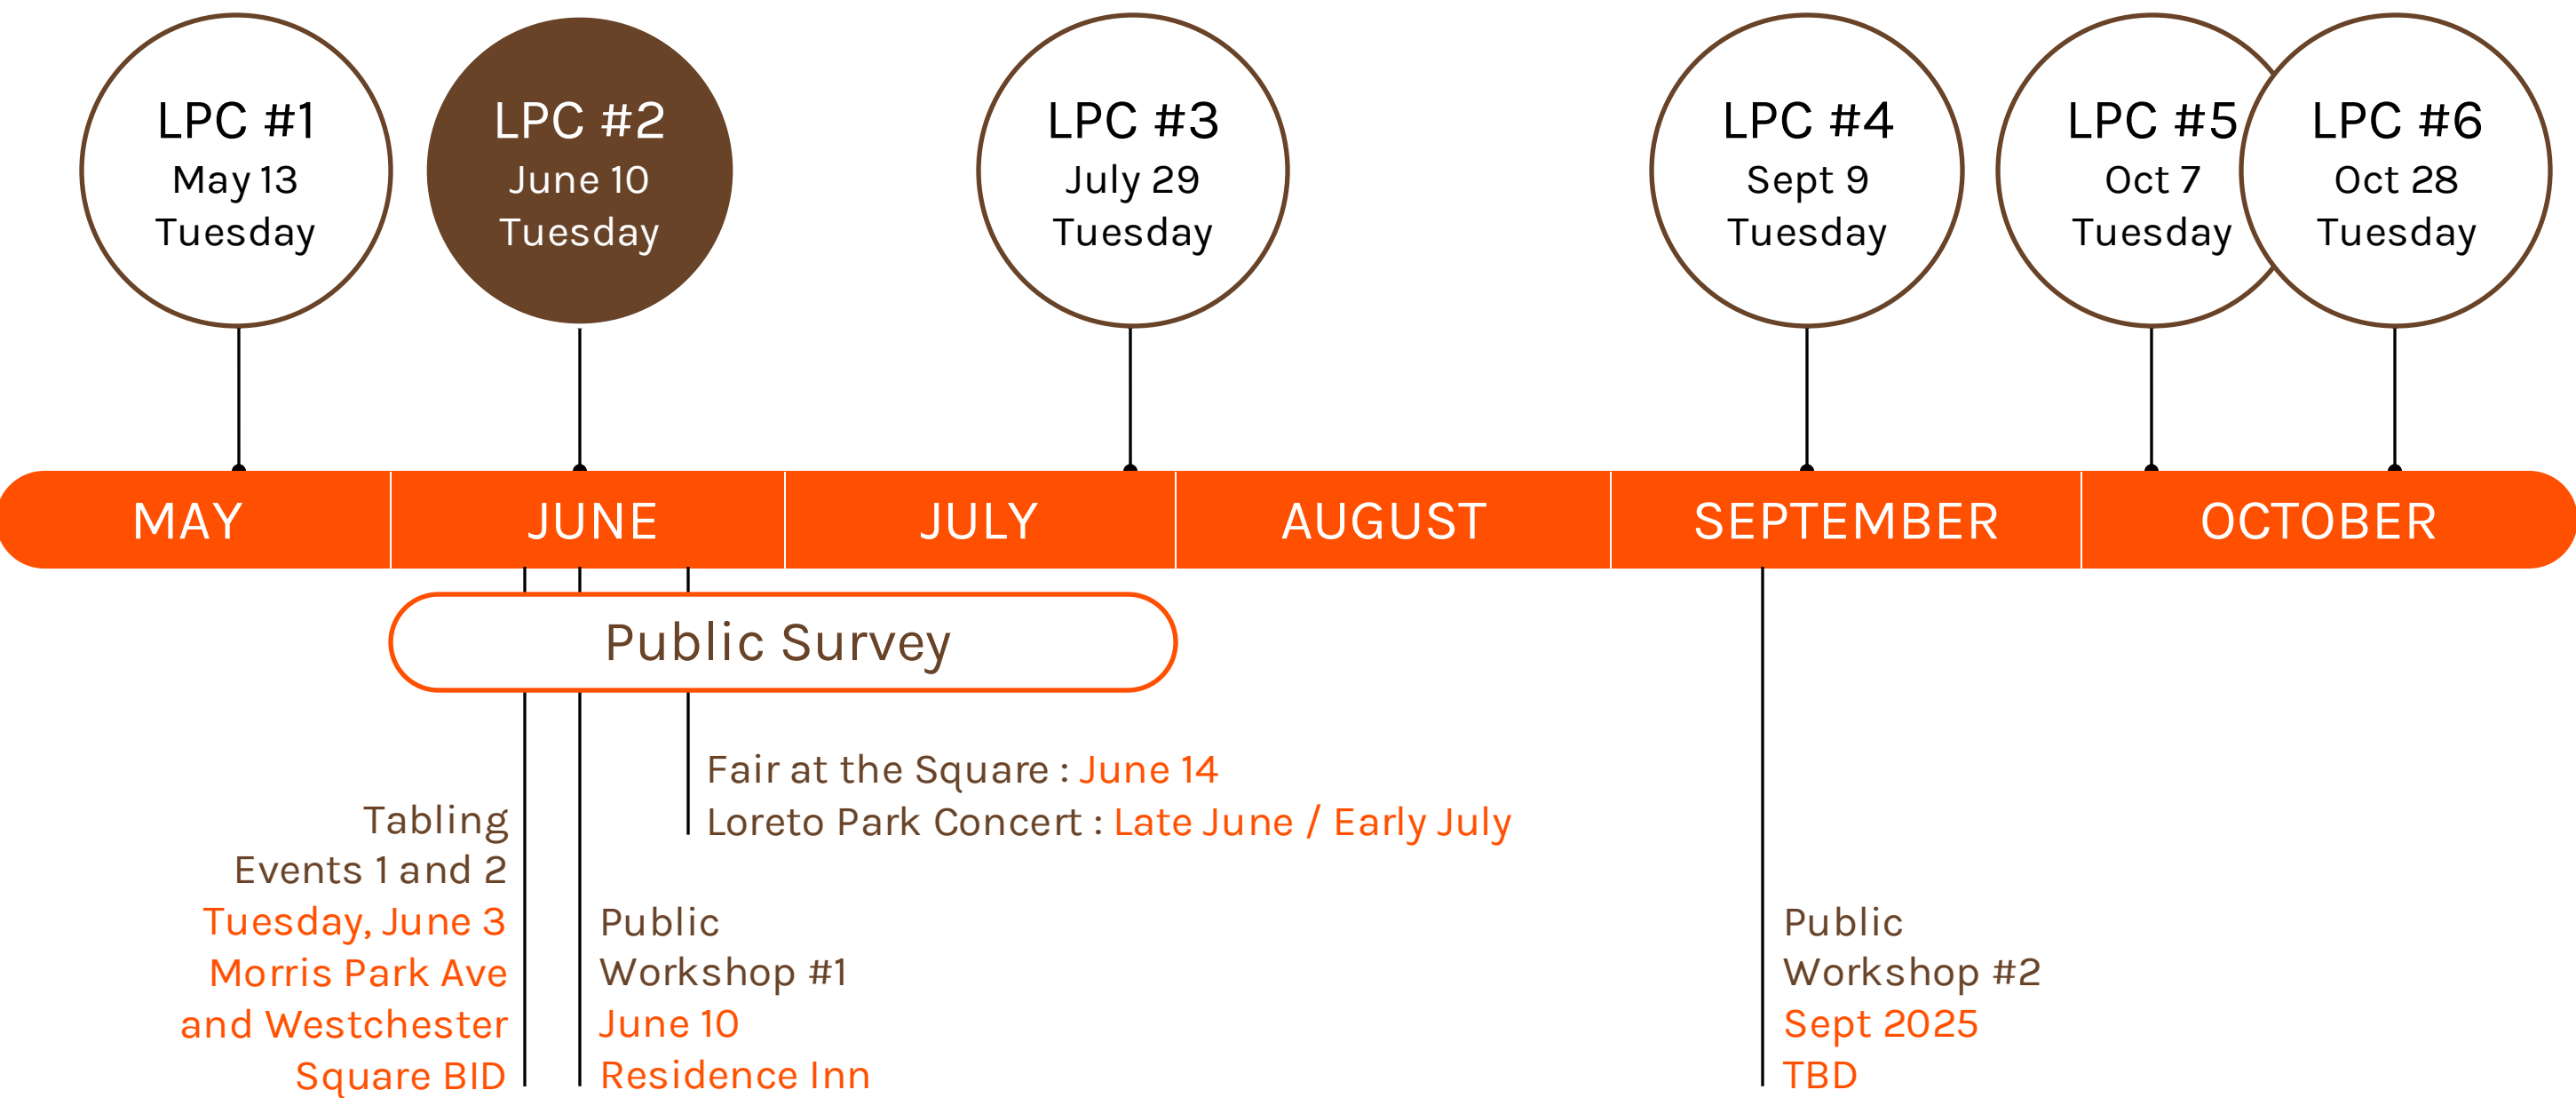 LPC #1
May 13
Tuesday
LPC #2
June 10
Tuesday
LPC #3
July 29
Tuesday
LPC #4
Sept 9
Tuesday
LPC #5
Oct 7
Tuesday
LPC #6
Oct 28
Tuesday
MAY
JUNE
JULY
AUGUST
SEPTEMBER
OCTOBER
Public Survey
Fair at the Square : June 14
Loreto Park Concert : Late June / Early July
Tabling
Events 1 and 2
Tuesday, June 3
Morris Park Ave
and Westchester
Square BID
Public
Workshop #1
June 10
Residence Inn
Public
Workshop #2
Sept 2025
TBD